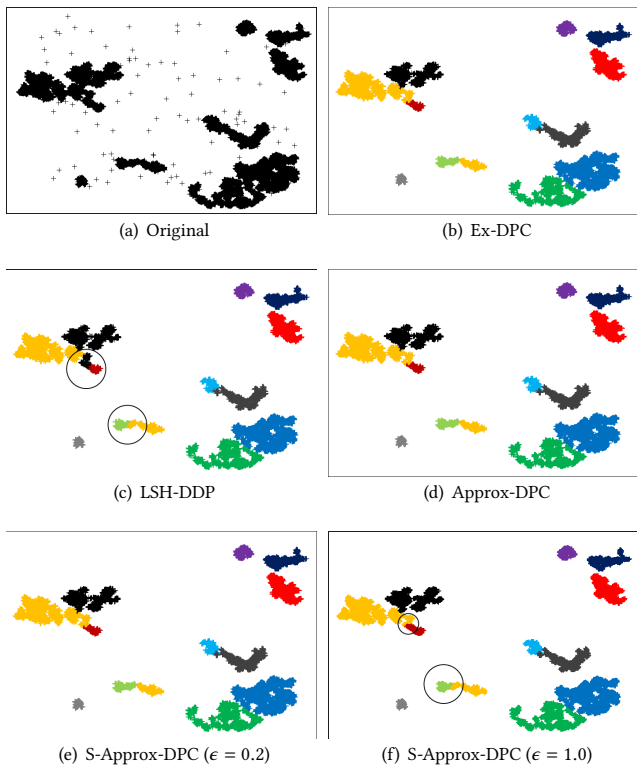 (a) Original
(b) Ex-DPC
(c) LSH-DDP
(d) Approx-DPC
(e) S-Approx-DPC (ϵ = 0.2)
(f) S-Approx-DPC (ϵ = 1.0)